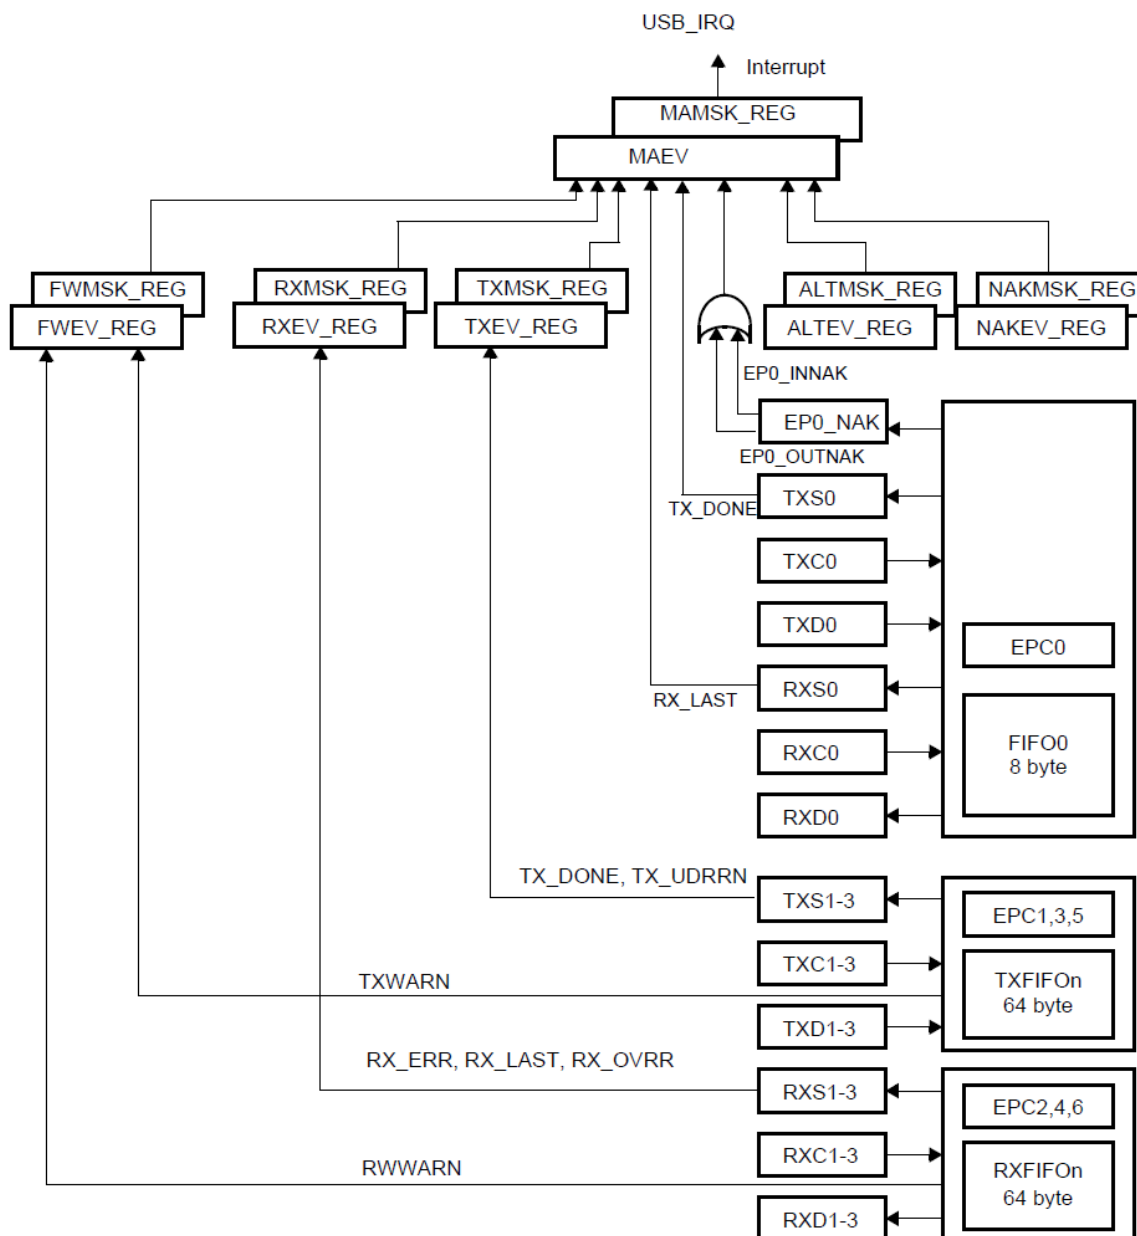 USB_IRQ
Interrupt
MAMSK_REG
MAEV
FWMSK_REG
RXMSK_REG
TXMSK_REG
ALTMSK_REG
NAKMSK_REG
FWEV_REG
RXEV_REG
TXEV_REG
ALTEV_REG
NAKEV_REG
EP0_INNAK
EP0_NAK
EP0_OUTNAK
TXS0
TX_DONE
TXC0
TXD0
EPC0
RXS0
RX_LAST
FIFO0
8 byte
RXC0
RXD0
TX_DONE, TX_UDRRN
TXS1-3
EPC1,3,5
TXC1-3
TXWARN
TXFIFOn
64 byte
TXD1-3
RX_ERR, RX_LAST, RX_OVRR
RXS1-3
EPC2,4,6
RXC1-3
RWWARN
RXFIFOn
64 byte
RXD1-3